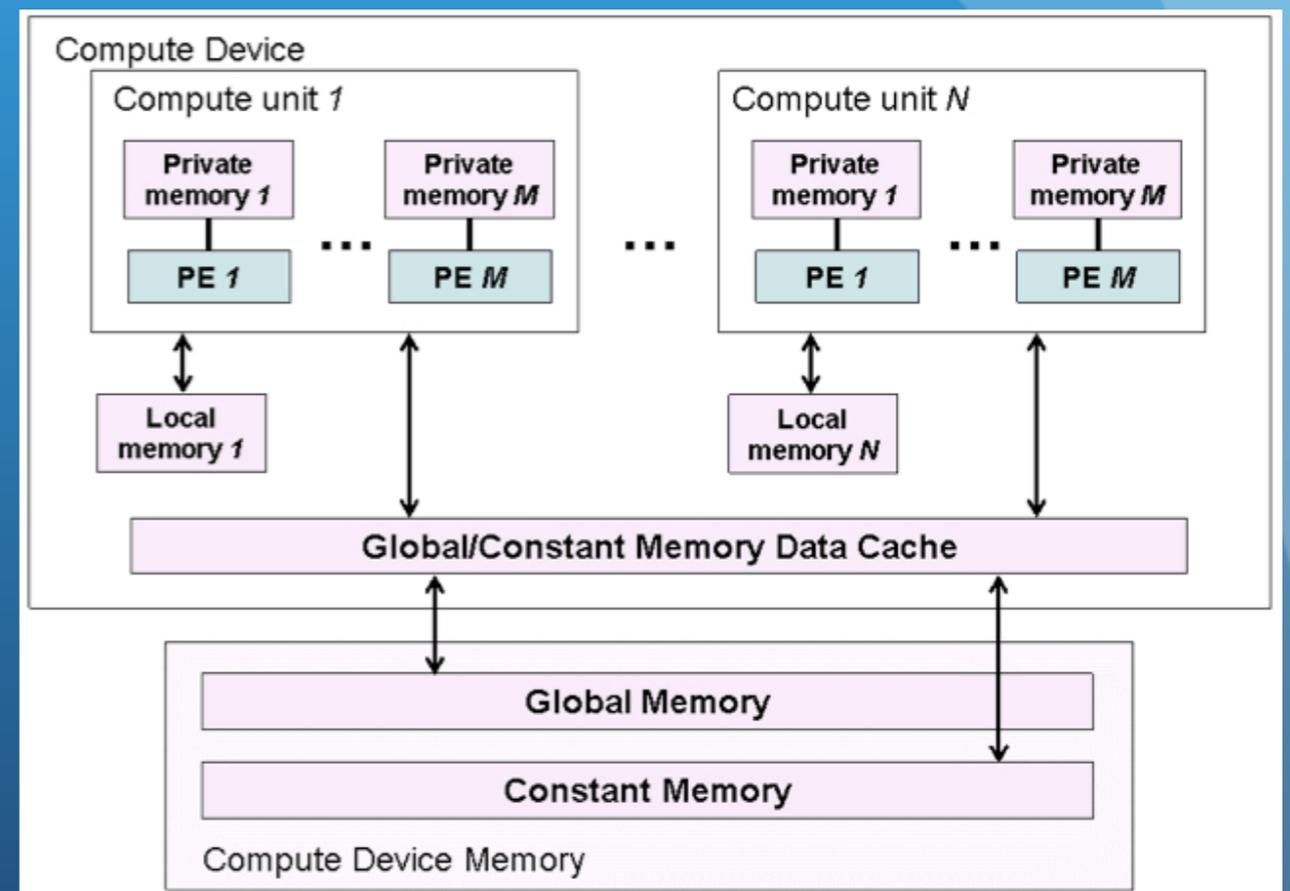 Compute Device
Compute unit 1
Compute unit N
Private
memory 1
Private
memory M
Private
memory 1
Private
memory M
...
...
...
PE 1
PE M
PE 1
PE M
Local
memory 1
Local
memory N
Global/Constant Memory Data Cache
Global Memory
Constant Memory
Compute Device Memory